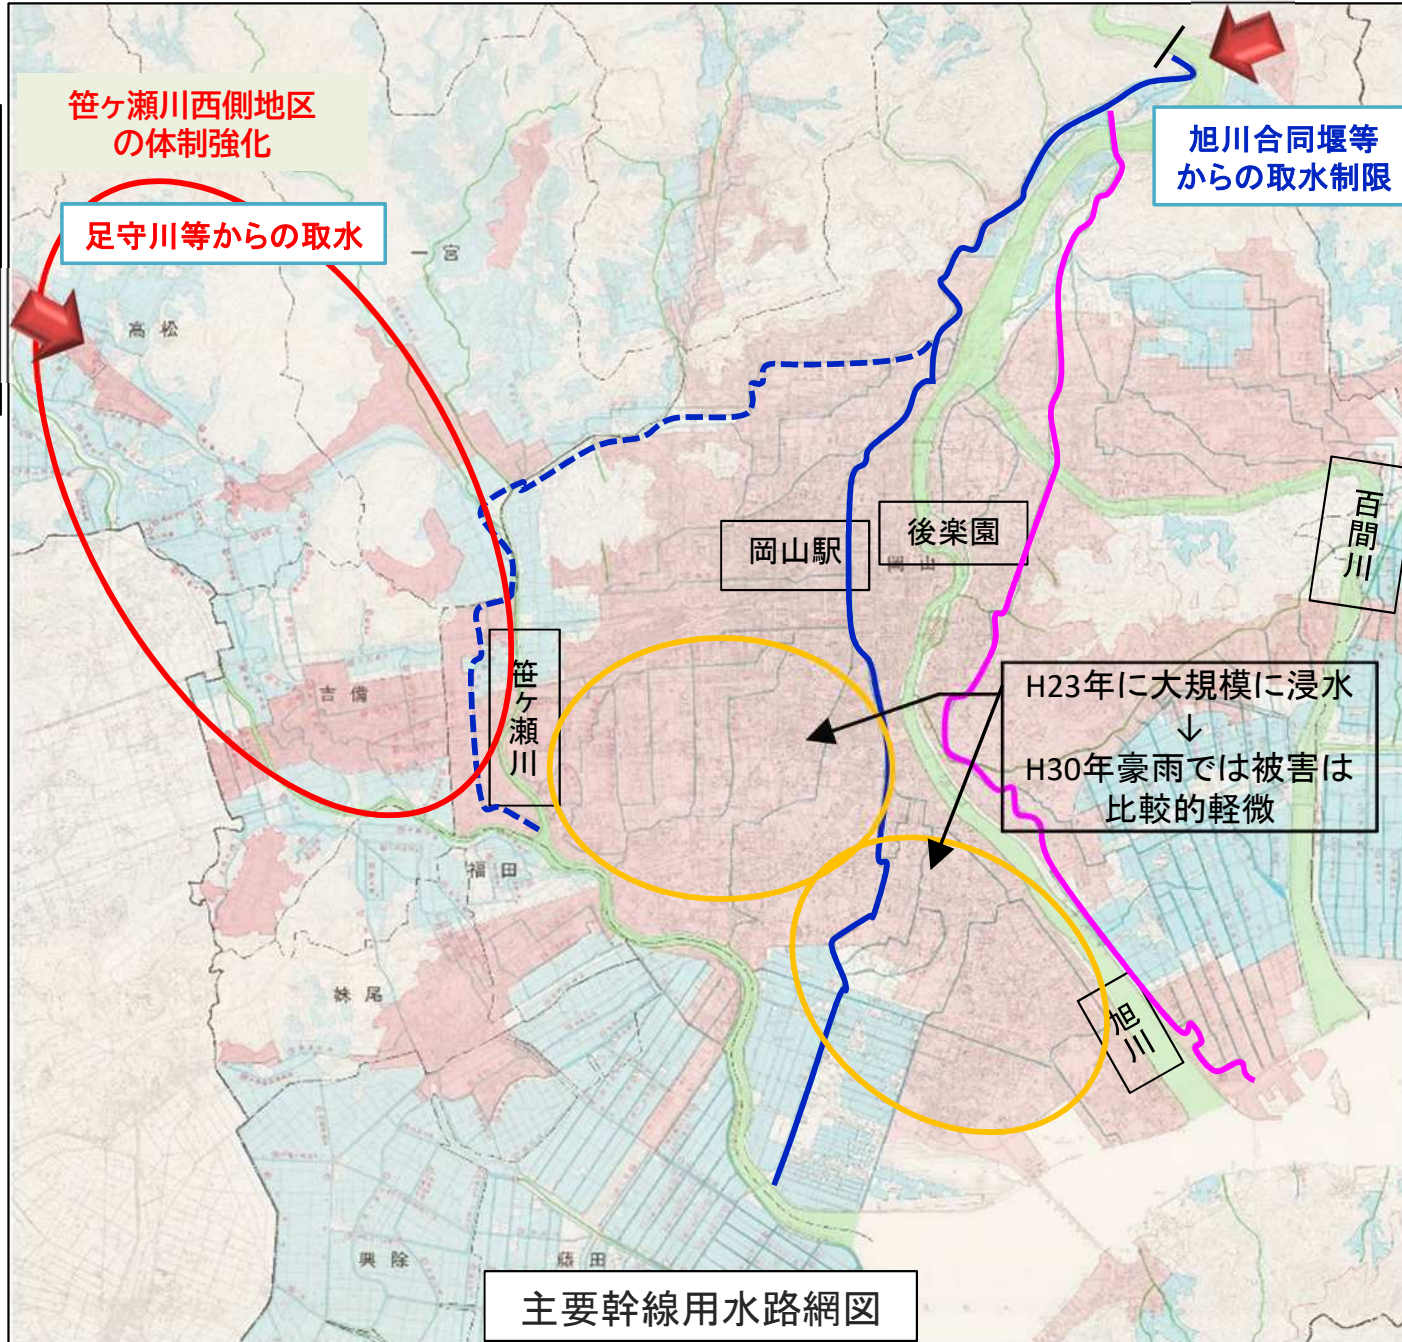 笹ヶ瀬川西側地区
の体制強化
旭川合同堰等
からの取水制限
足守川等からの取水
一宮
高松
百間川
後楽園
岡山駅
岡山
笹ヶ瀬川
吉備
H23年に大規模に浸水
↓
H30年豪雨では被害は
比較的軽微
福田
妹尾
旭川
興除
藤田
主要幹線用水路網図